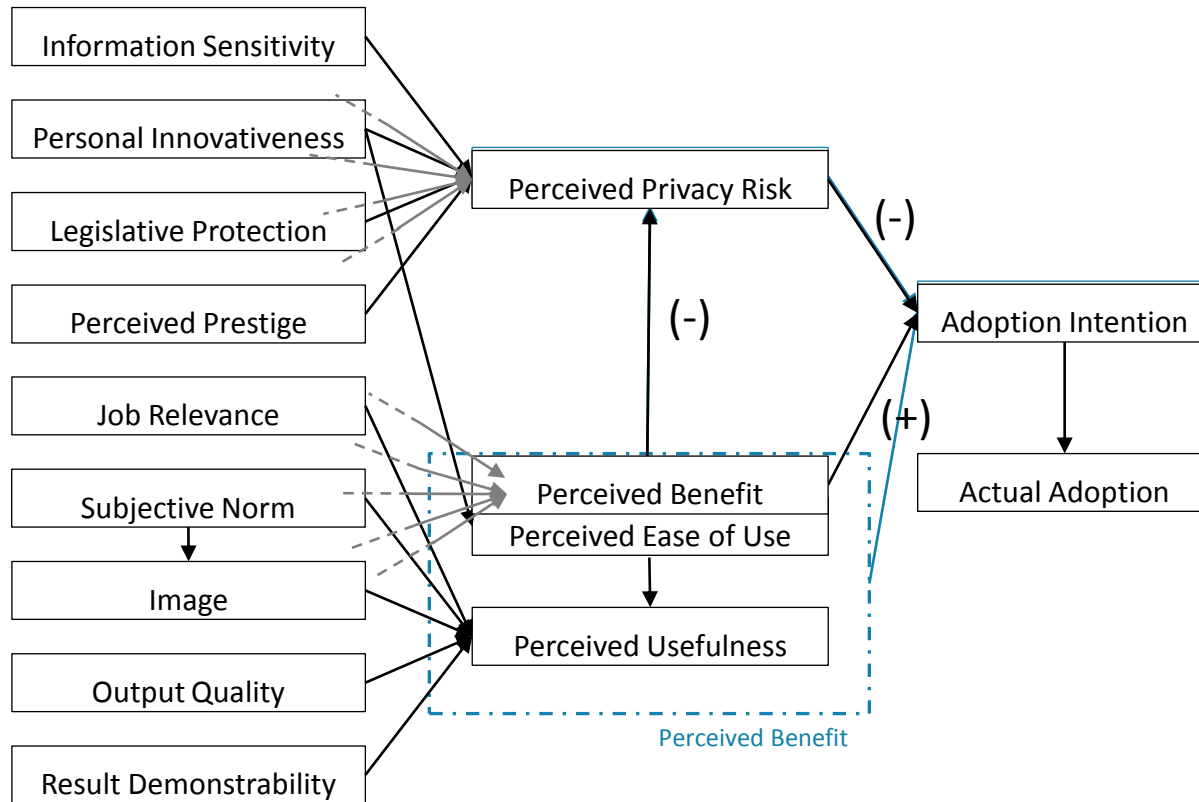 Information Sensitivity
Personal Innovativeness
Legislative Protection
Perceived Prestige
Job Relevance
Subjective Norm
Image
Output Quality
Result Demonstrability
Perceived Privacy Risk
(-)
Perceived Benefit
Perceived Ease of Use
Perceived Usefulness
Perceived Benefit
(-)
(+)
Adoption Intention
Actual Adoption